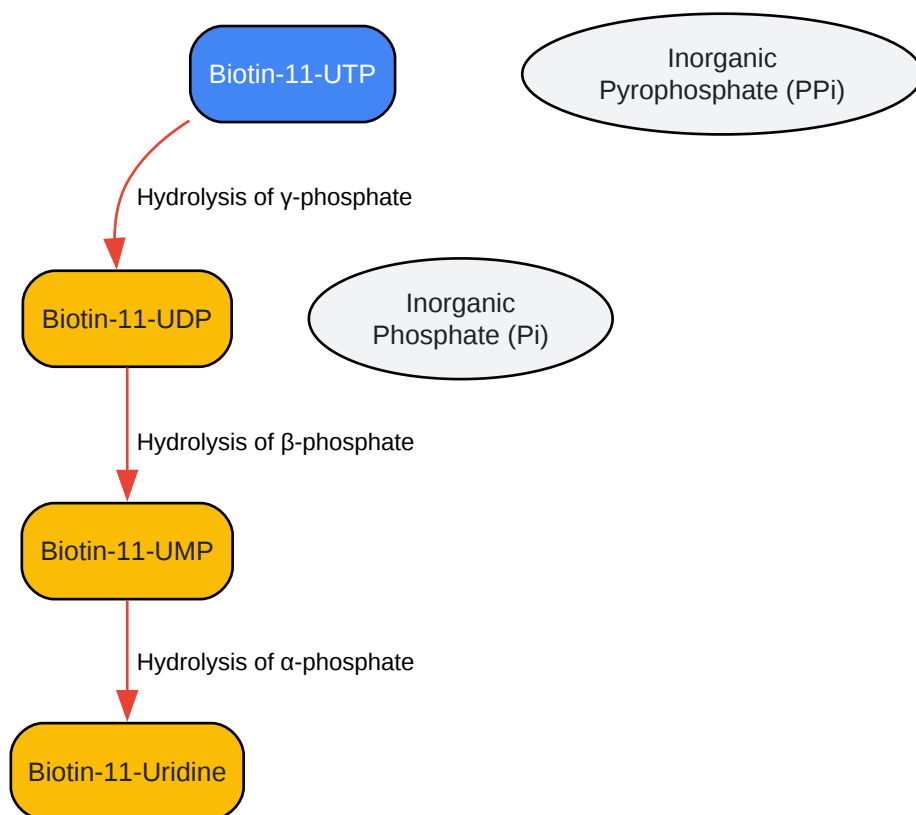 Biotin-11-UTP
Inorganic
Pyrophosphate (PPi)
Hydrolysis of γ-phosphate
Biotin-11-UDP
Inorganic
Phosphate (Pi)
Hydrolysis of β-phosphate
Biotin-11-UMP
Hydrolysis of α-phosphate
Biotin-11-Uridine